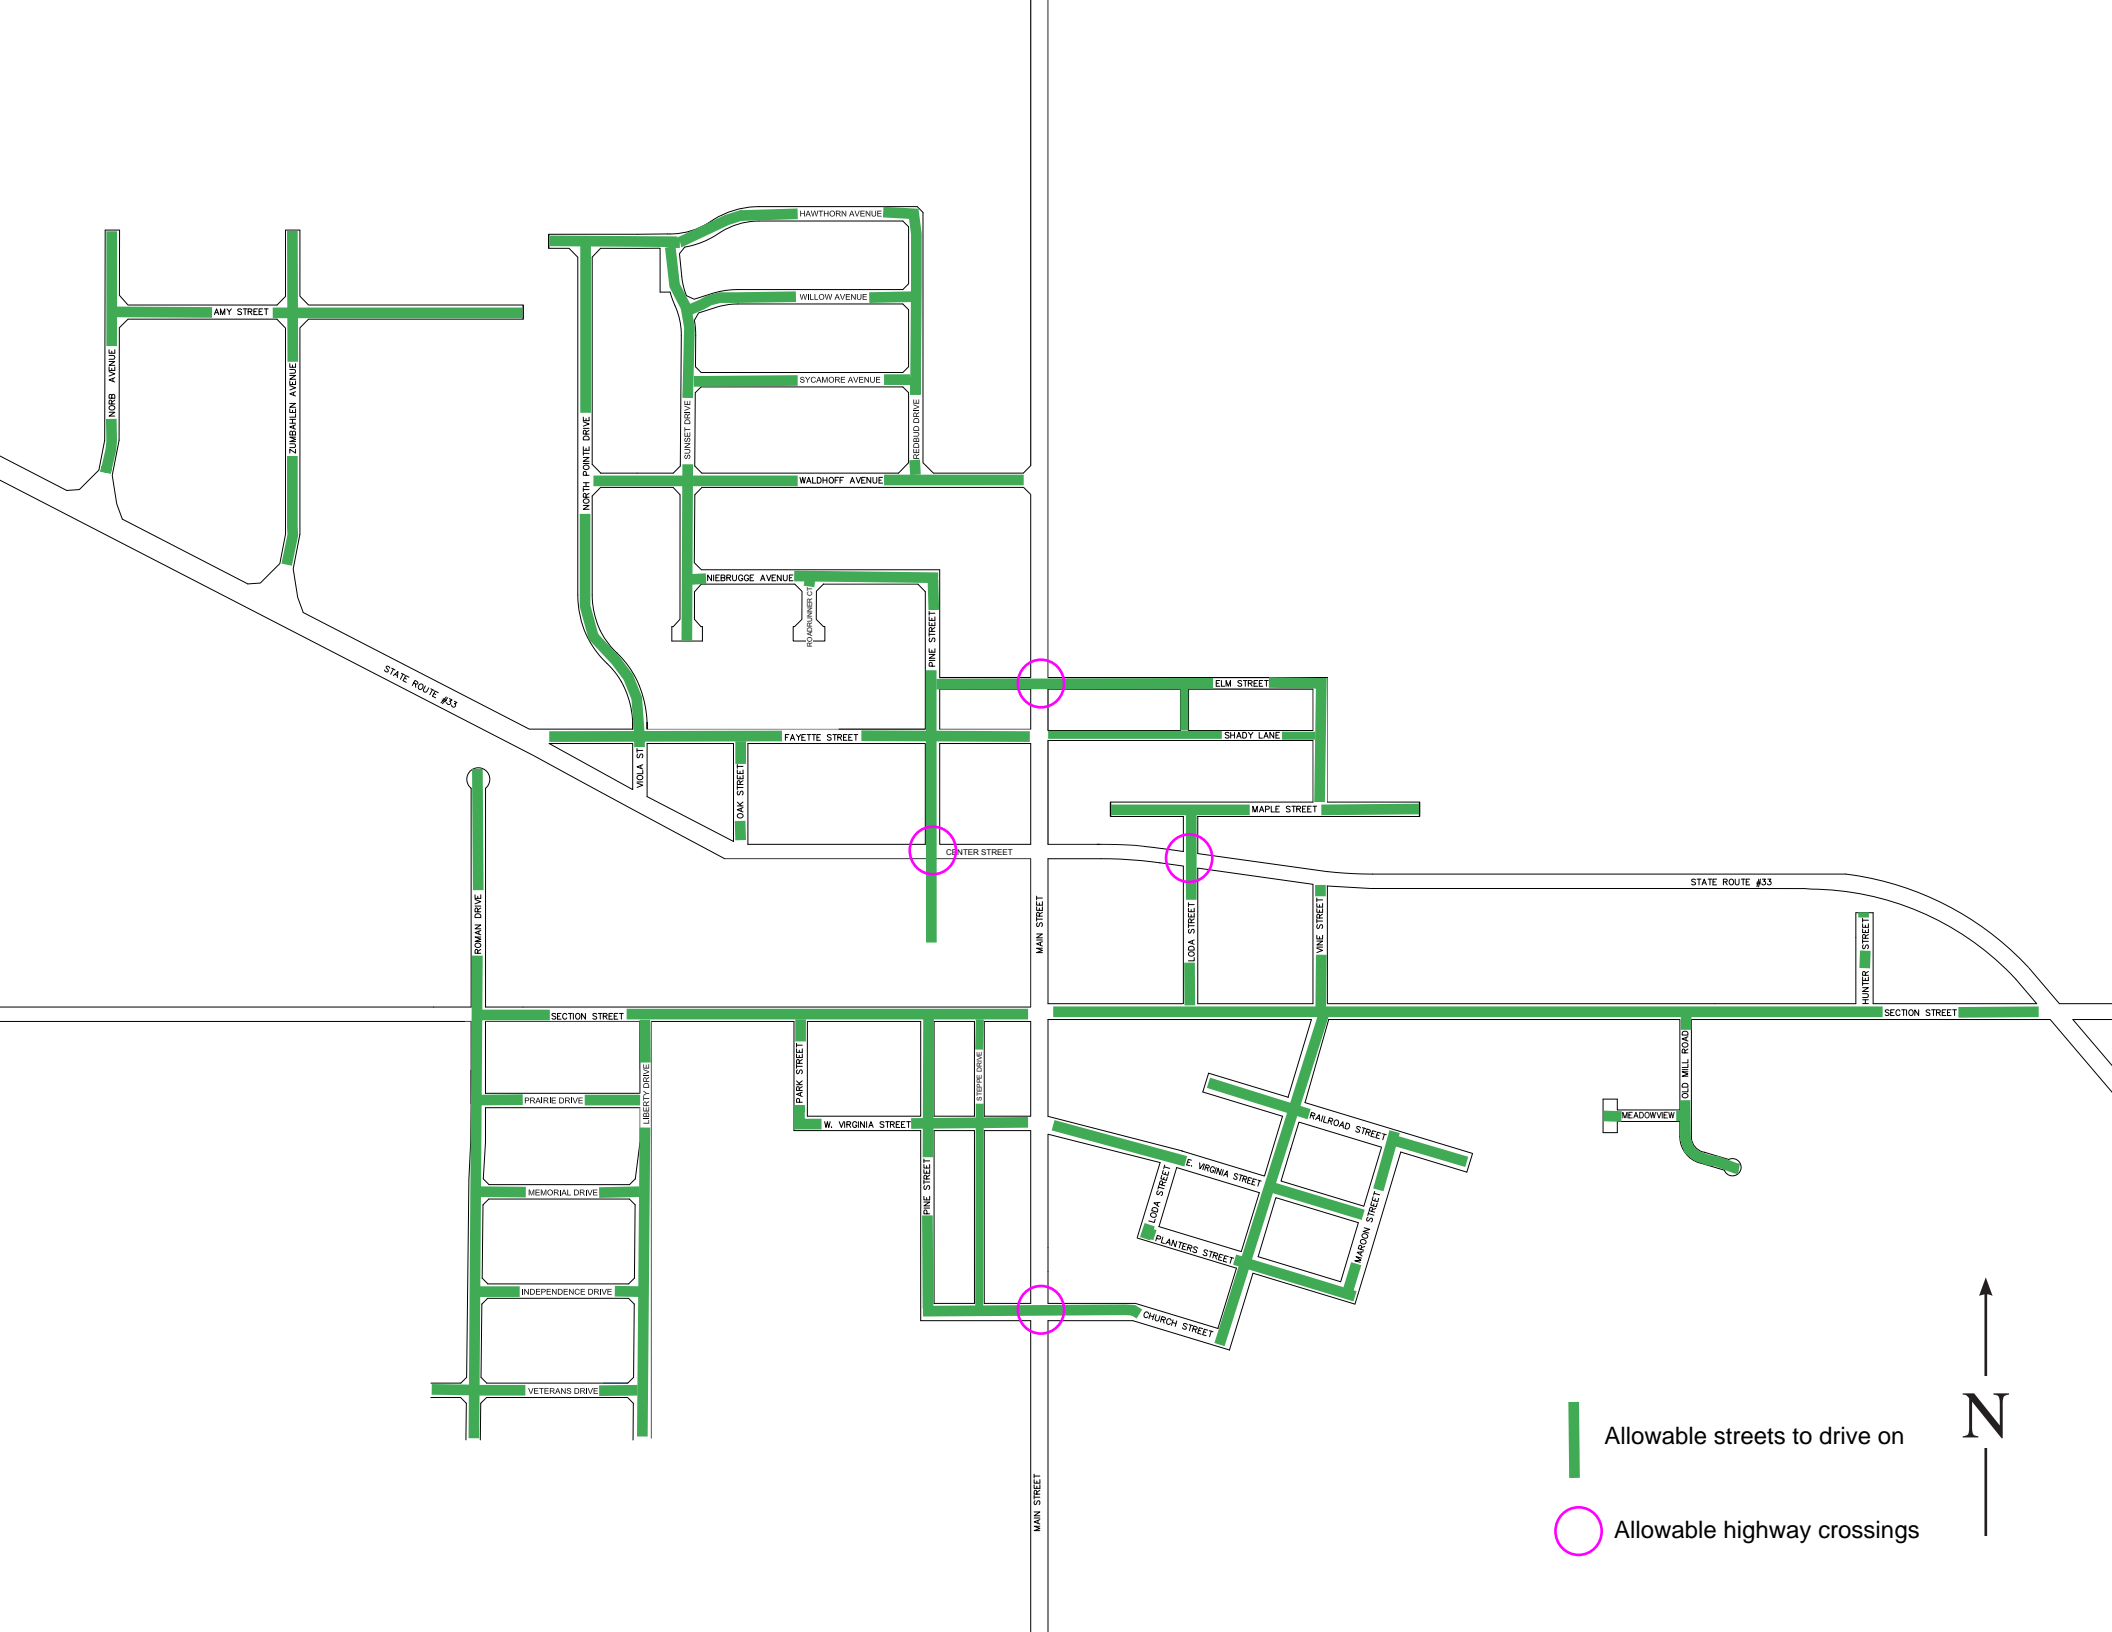 HAWTHORN AVENUE
WILLOW AVENUE
AMY STREET
NORB AVENUE
ZUMBAHLEN AVENUE
SYCAMORE AVENUE
SUNSET DRIVE
REDBUD DRIVE
NORTH POINTE DRIVE
WALDHOFF AVENUE
NIEBRUGGE AVENUE
ROADRUNNER CT
PINE STREET
STATE ROUTE #33
ELM STREET
FAYETTE STREET
SHADY LANE
VIOLA ST
OAK STREET
MAPLE STREET
CENTER STREET
STATE ROUTE #33
ROMAN DRIVE
MAIN STREET
LODA STREET
VINE STREET
HUNTER STREET
SECTION STREET
SECTION STREET
PARK STREET
STEPPE DRIVE
OLD MILL ROAD
LIBERTY DRIVE
PRAIRIE DRIVE
W. VIRGINIA STREET
RAILROAD STREET
MEADOWVIEW
PINE STREET
E. VIRGINIA STREET
LODA STREET
MEMORIAL DRIVE
MAROON STREET
PLANTERS STREET
INDEPENDENCE DRIVE
CHURCH STREET
VETERANS DRIVE
MAIN STREET
N
Allowable streets to drive on
Allowable highway crossings